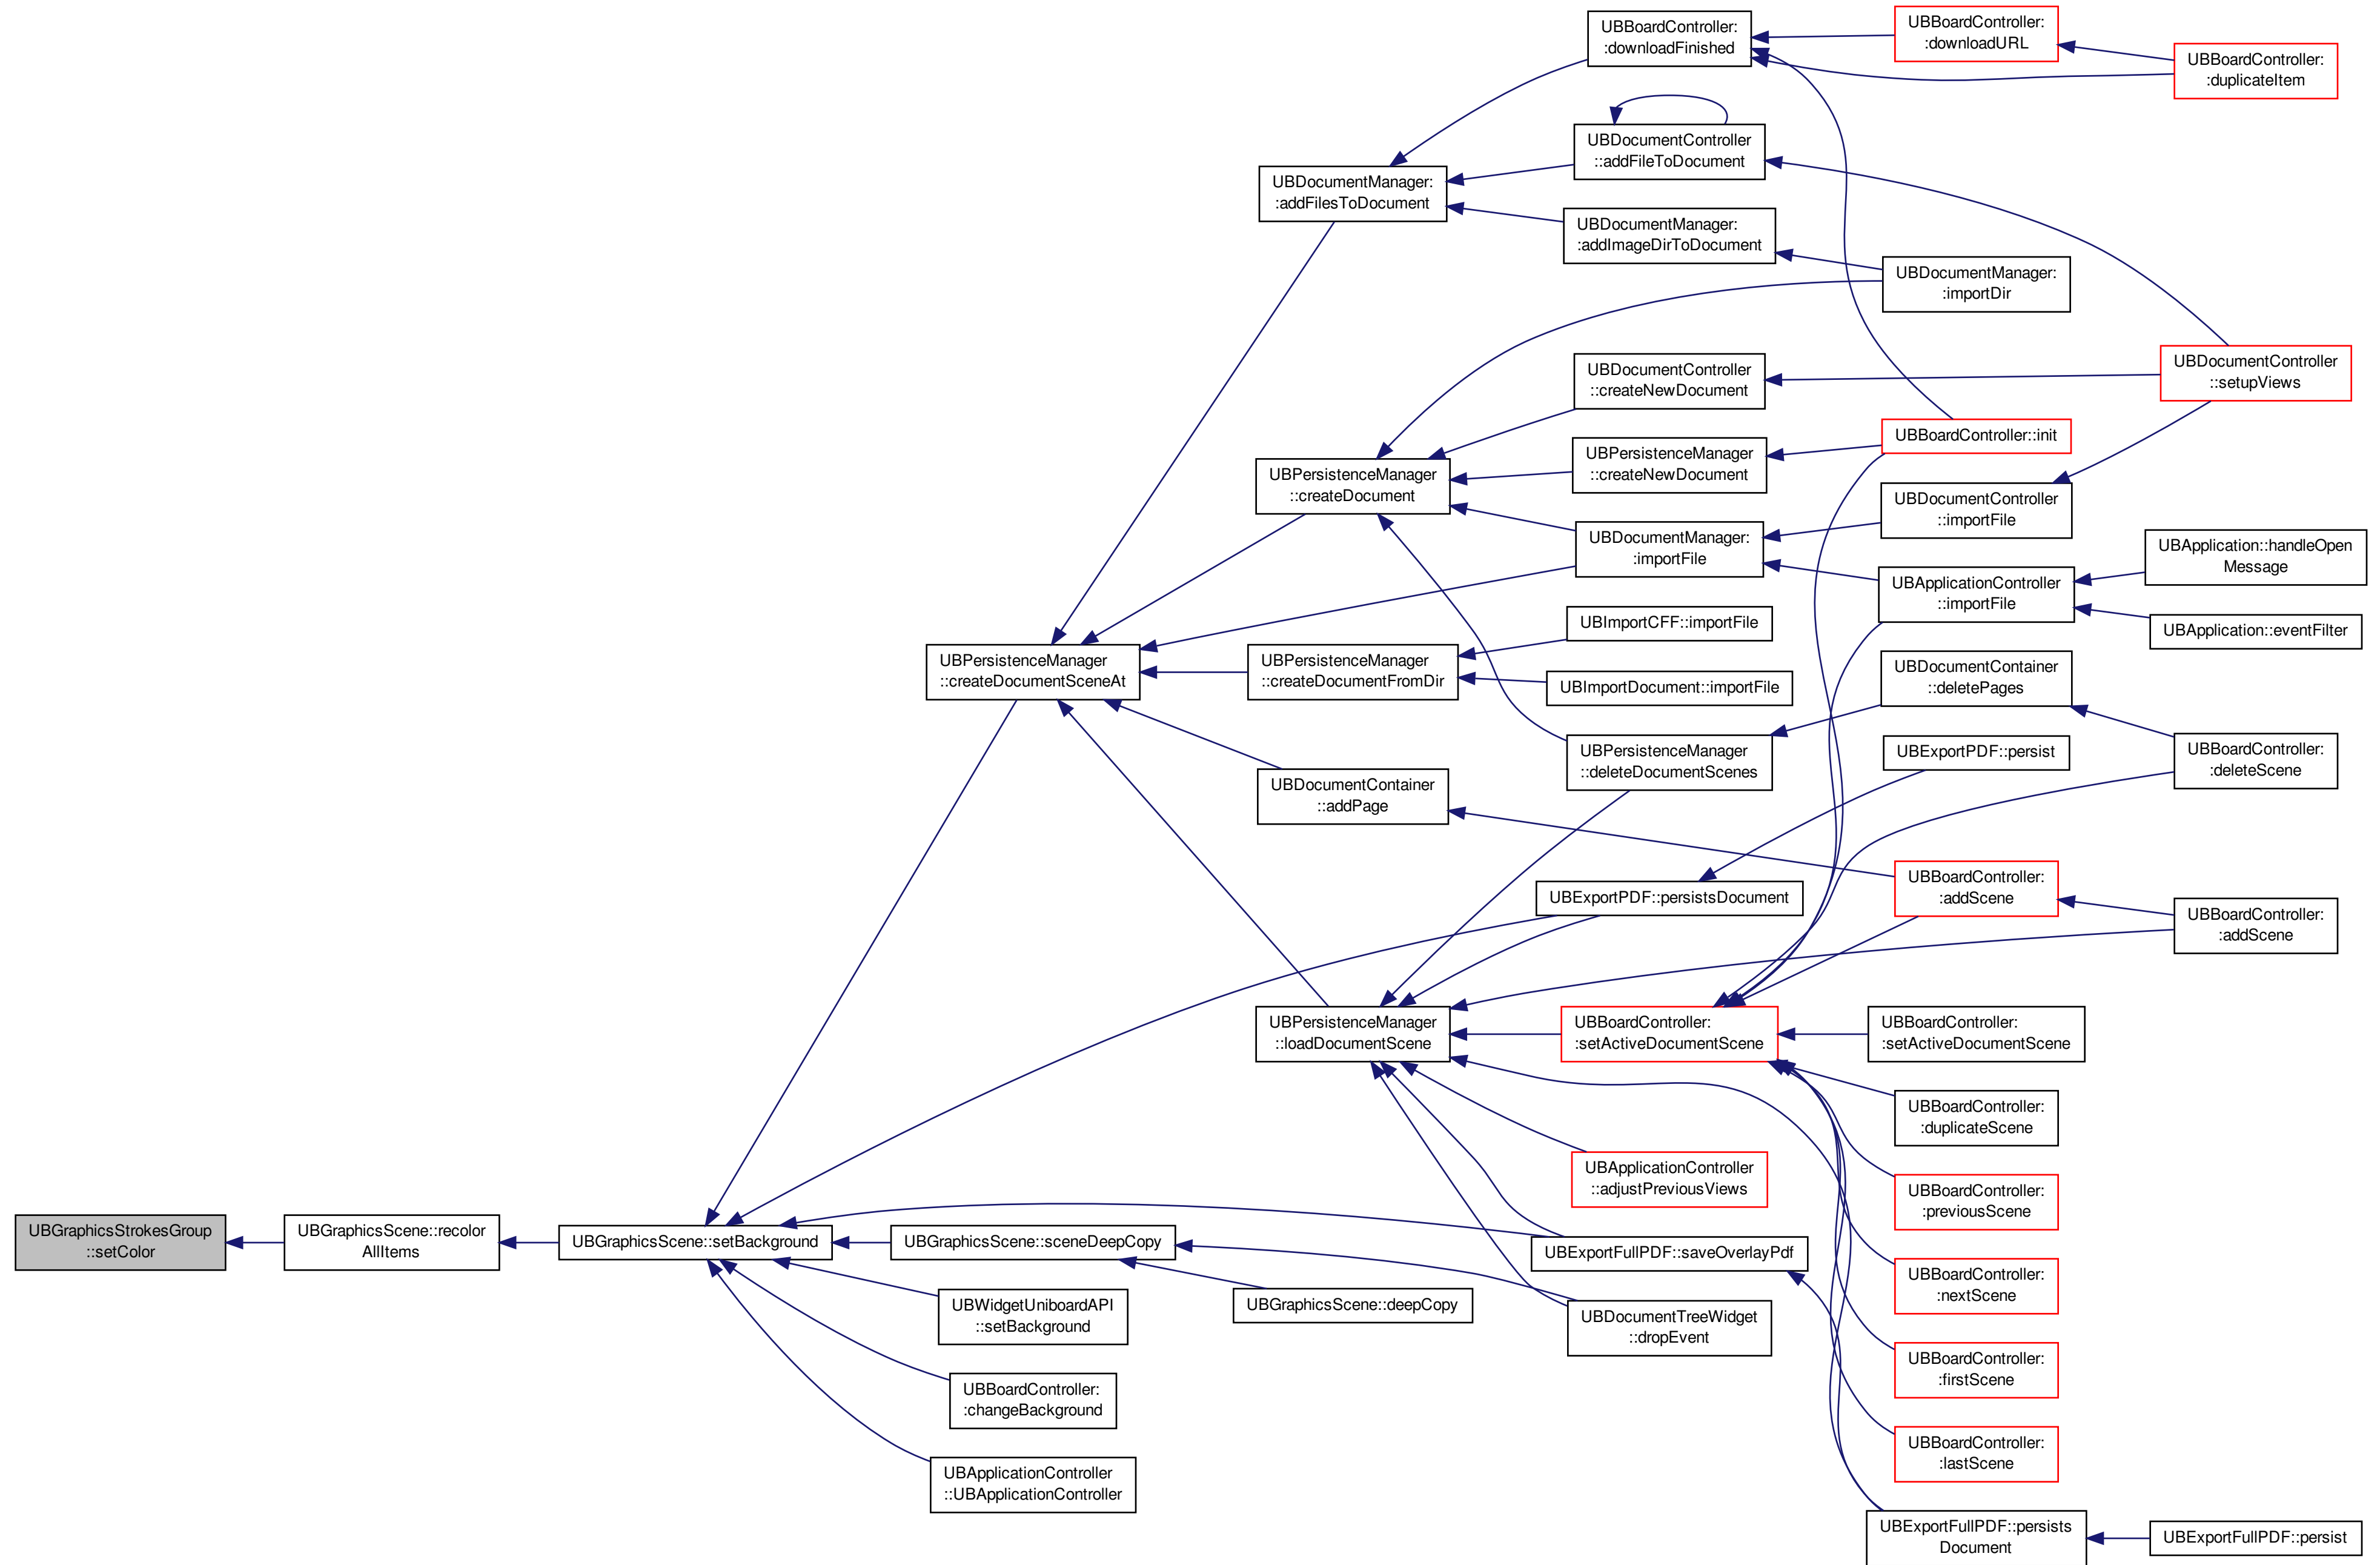 UBBoardController:
:downloadFinished
UBBoardController:
:downloadURL
UBBoardController:
:duplicateItem
UBDocumentController
::addFileToDocument
UBDocumentManager:
:addFilesToDocument
UBDocumentManager:
:addImageDirToDocument
UBDocumentManager:
:importDir
UBDocumentController
::createNewDocument
UBDocumentController
::setupViews
UBBoardController::init
UBPersistenceManager
::createDocument
UBPersistenceManager
::createNewDocument
UBDocumentController
::importFile
UBDocumentManager:
:importFile
UBApplication::handleOpen
Message
UBApplicationController
::importFile
UBApplication::eventFilter
UBImportCFF::importFile
UBPersistenceManager
::createDocumentSceneAt
UBPersistenceManager
::createDocumentFromDir
UBImportDocument::importFile
UBDocumentContainer
::deletePages
UBPersistenceManager
::deleteDocumentScenes
UBExportPDF::persist
UBBoardController:
:deleteScene
UBDocumentContainer
::addPage
UBExportPDF::persistsDocument
UBBoardController:
:addScene
UBBoardController:
:addScene
UBPersistenceManager
::loadDocumentScene
UBBoardController:
:setActiveDocumentScene
UBBoardController:
:setActiveDocumentScene
UBBoardController:
:duplicateScene
UBApplicationController
::adjustPreviousViews
UBBoardController:
:previousScene
UBGraphicsStrokesGroup
::setColor
UBGraphicsScene::recolor
AllItems
UBGraphicsScene::setBackground
UBGraphicsScene::sceneDeepCopy
UBExportFullPDF::saveOverlayPdf
UBBoardController:
:nextScene
UBWidgetUniboardAPI
::setBackground
UBGraphicsScene::deepCopy
UBDocumentTreeWidget
::dropEvent
UBBoardController:
:firstScene
UBBoardController:
:changeBackground
UBBoardController:
:lastScene
UBApplicationController
::UBApplicationController
UBExportFullPDF::persists
Document
UBExportFullPDF::persist